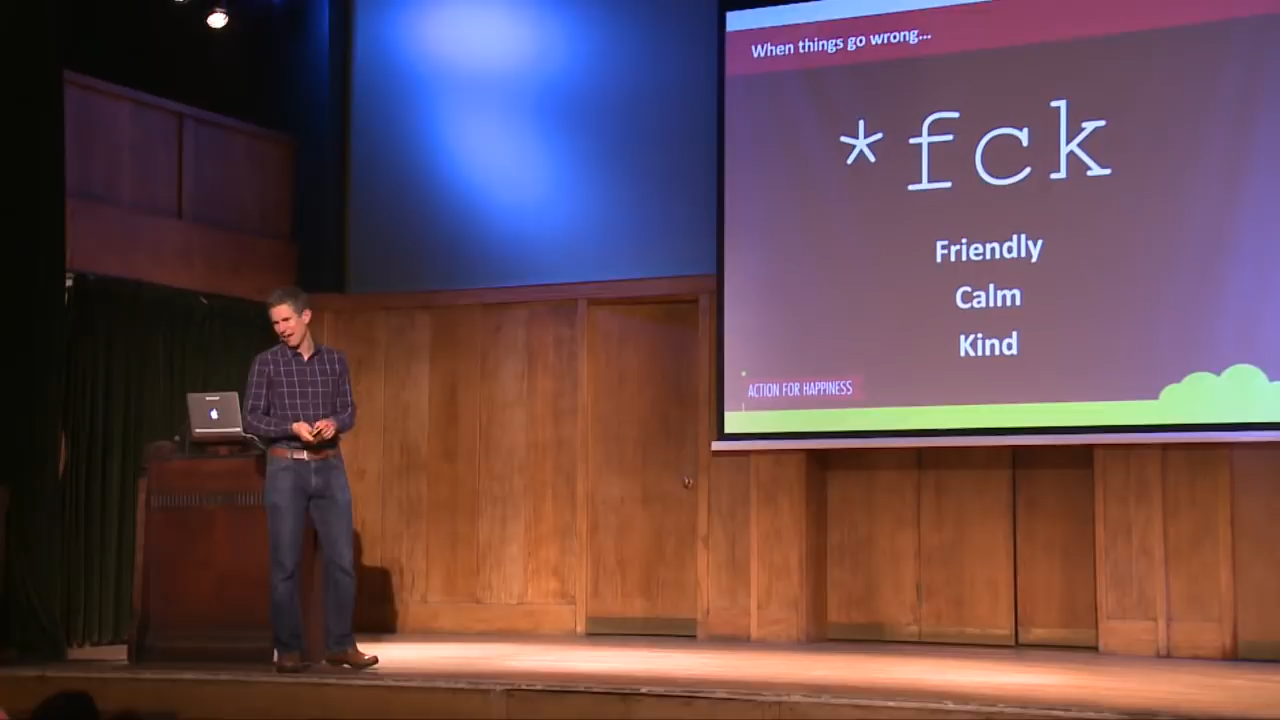 When things go wrong...
*fck
Friendly
Calm
Kind
ACTION FOR HAPPINESS